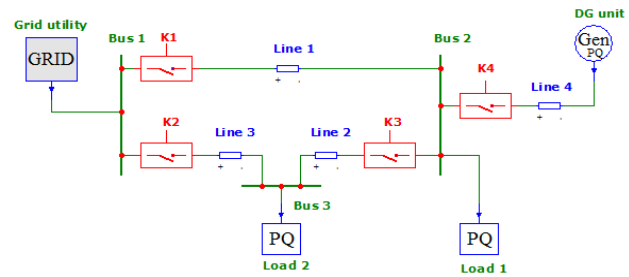 Grid utility
GRID
Bus 1
K1
Line 1
Bus 2
DG unit
Gen
PQ
K4
Line 4
K2
Line 3
Line 2
K3
Bus 3
PQ
Load 2
PQ
Load 1